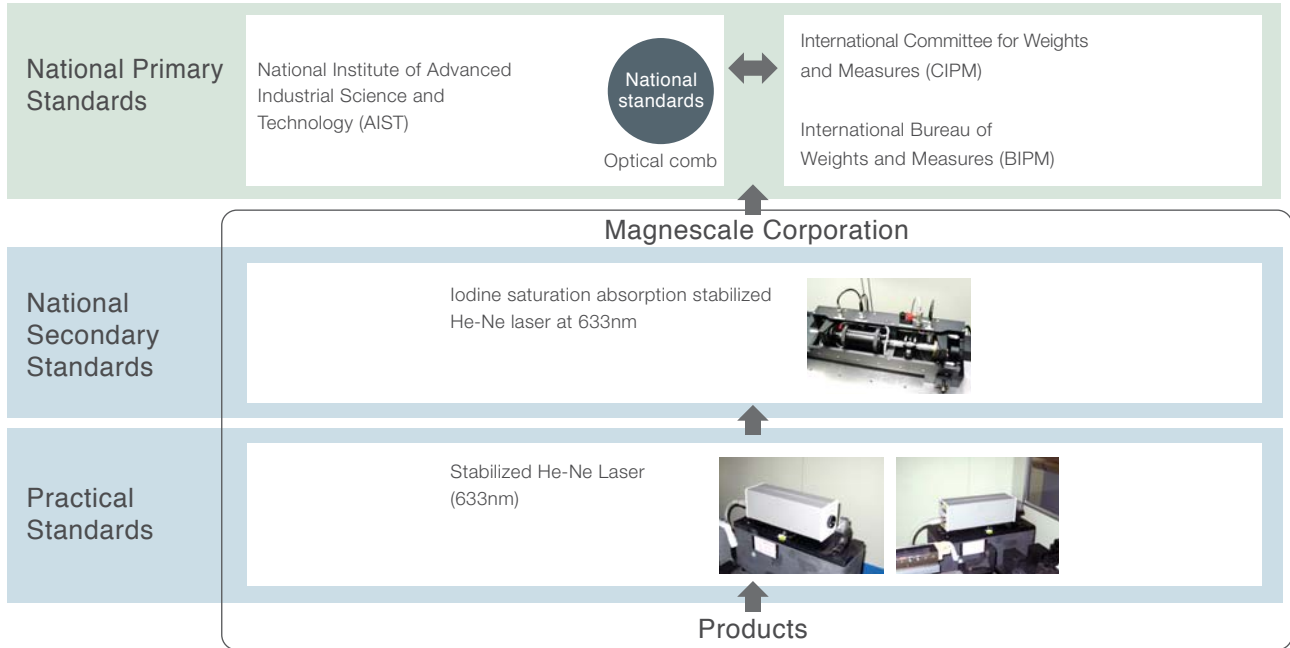 National Primary
Standards
National Institute of Advanced
Industrial Science and
Technology (AIST)
National
standards
Optical comb
International Committee for Weights
and Measures (CIPM)
International Bureau of
Weights and Measures (BIPM)
Magnescale Corporation
National
Secondary
Standards
Iodine saturation absorption stabilized
He-Ne laser at 633nm
Practical
Standards
Stabilized He-Ne Laser
(633nm)
Products